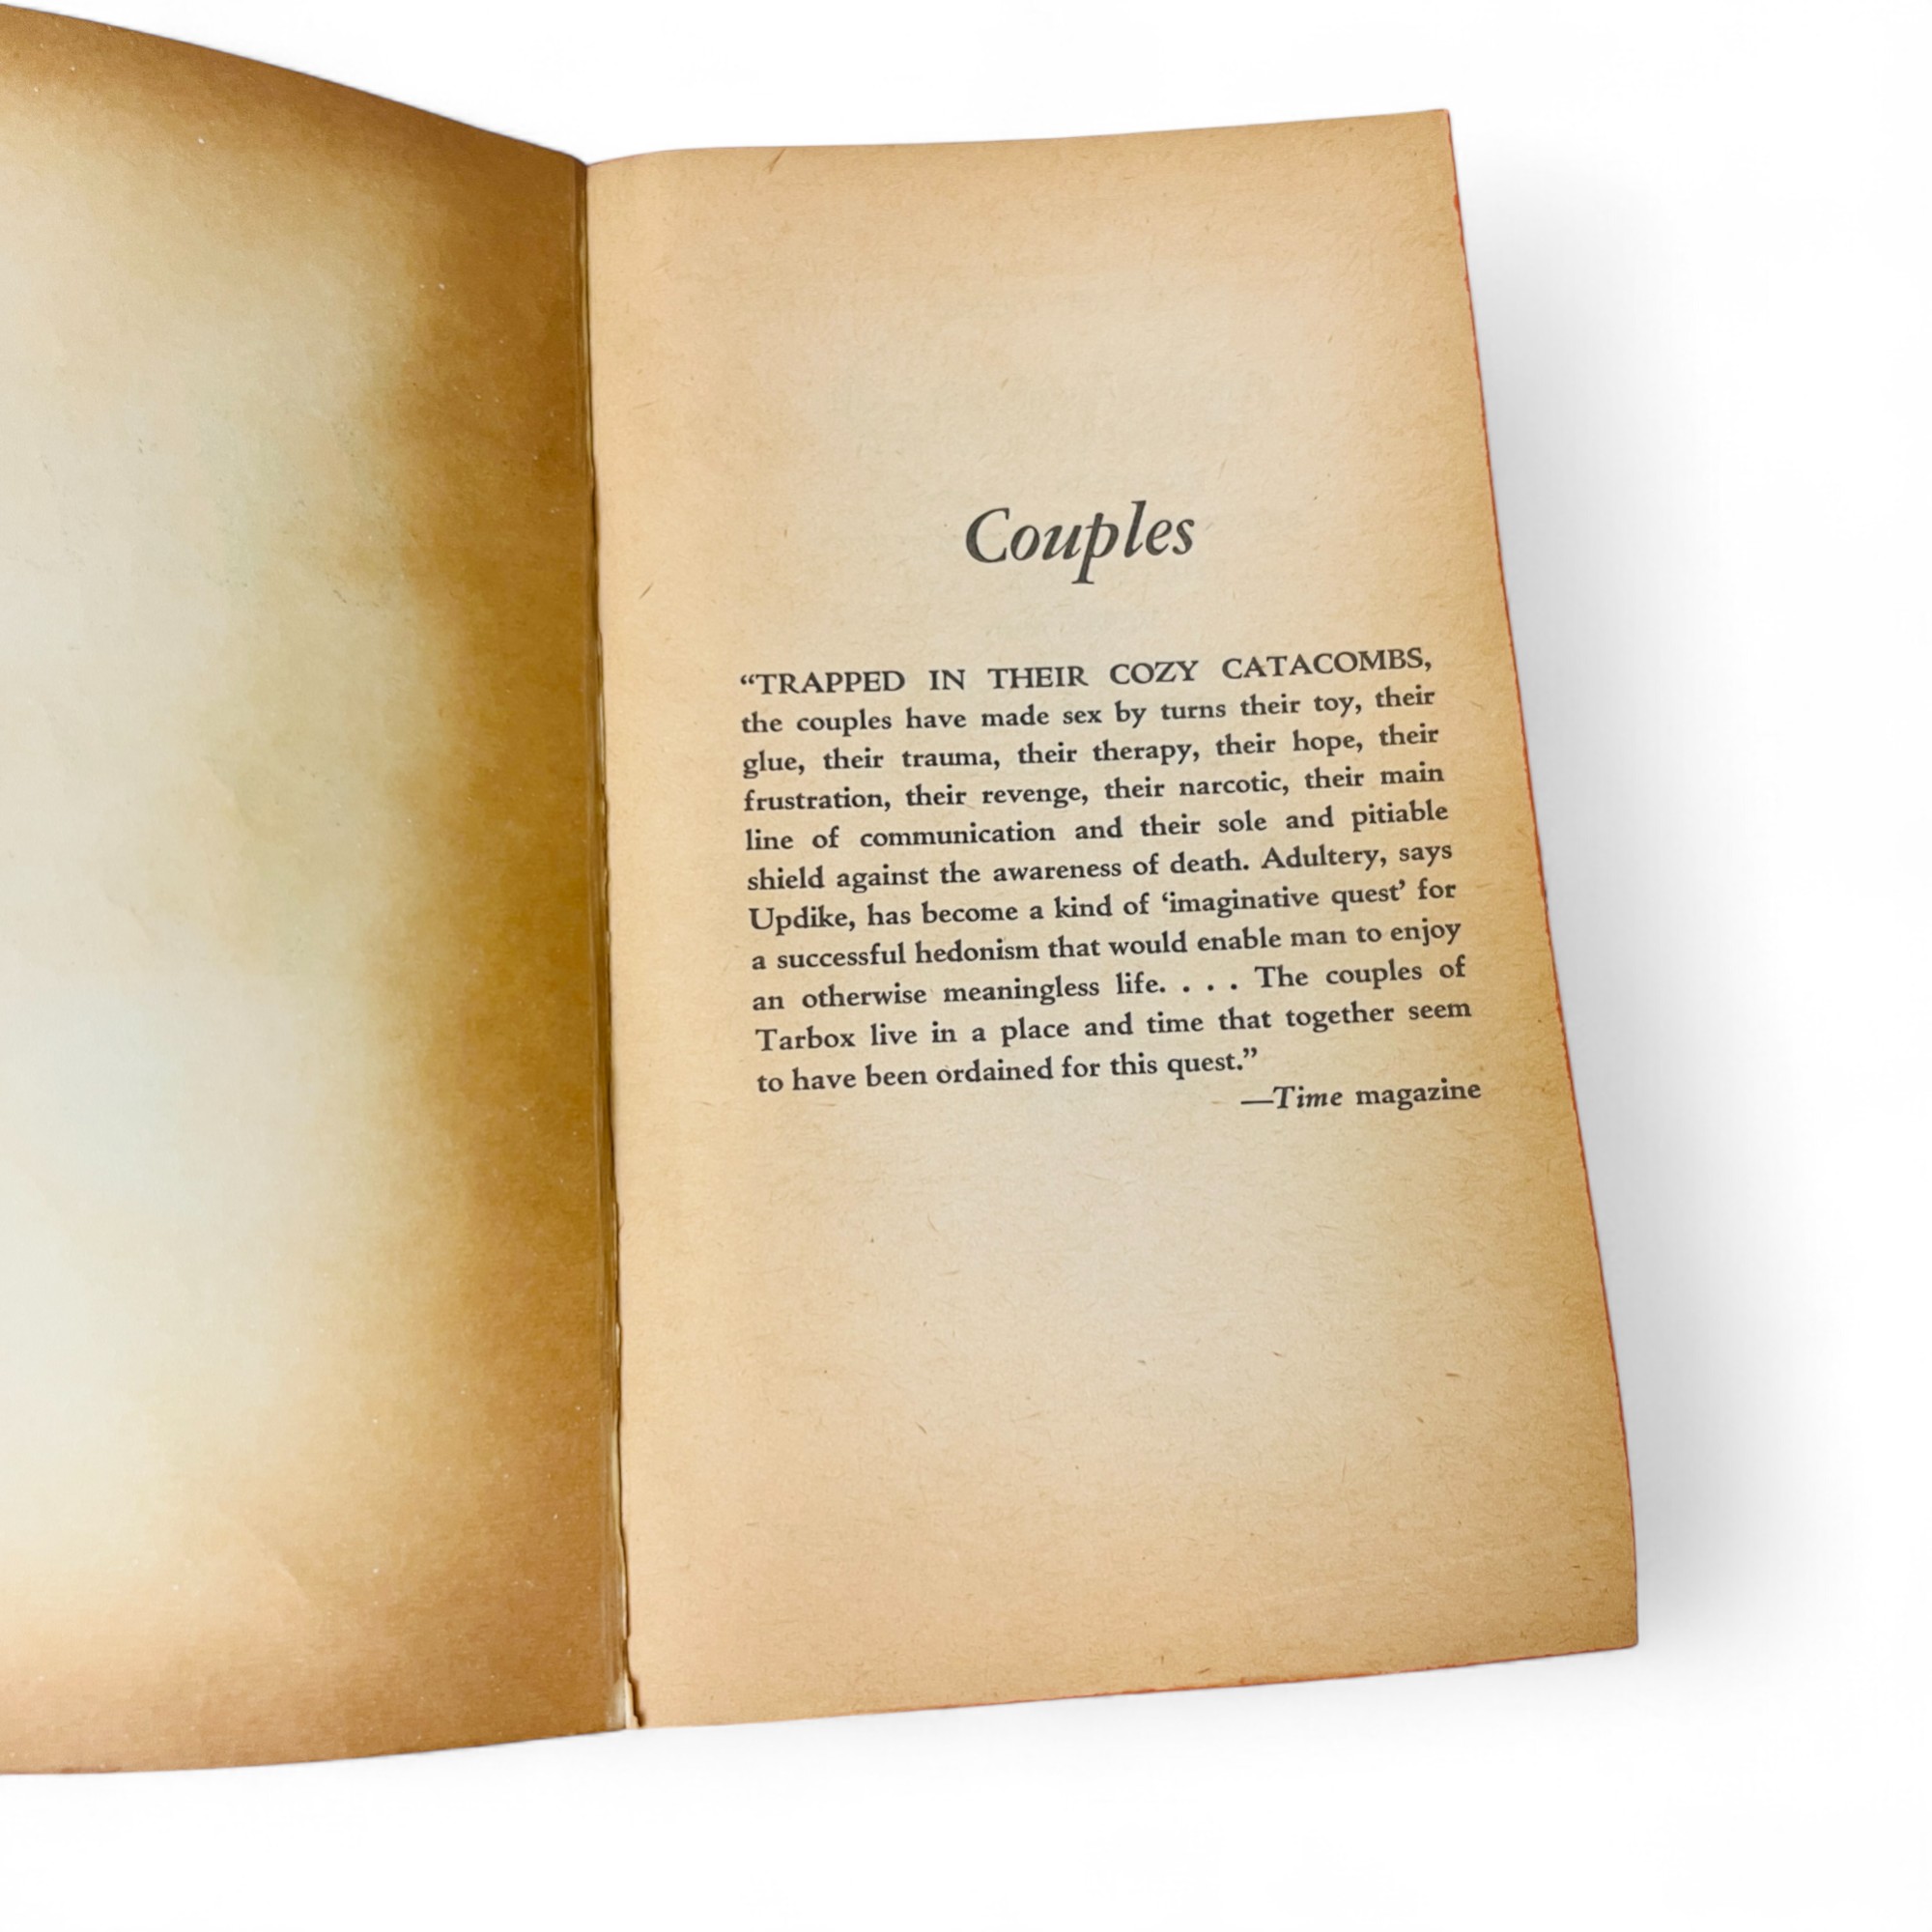 Couples
“TRAPPED IN THEIR COZY CATACOMBS,
the couples have made sex by turns their toy, their
glue, their trauma, their therapy, their hope, their
frustration, their revenge, their narcotic, their main
line of communication and their sole and pitiable
shield against the awareness of death. Adultery, says
Updike, has become a kind of ‘imaginative quest’ for
a successful hedonism that would enable man to enjoy
an otherwise meaningless life. . . . The couples of
Tarbox live in a place and time that together seem
to have been ordained for this quest.”
—Time magazine